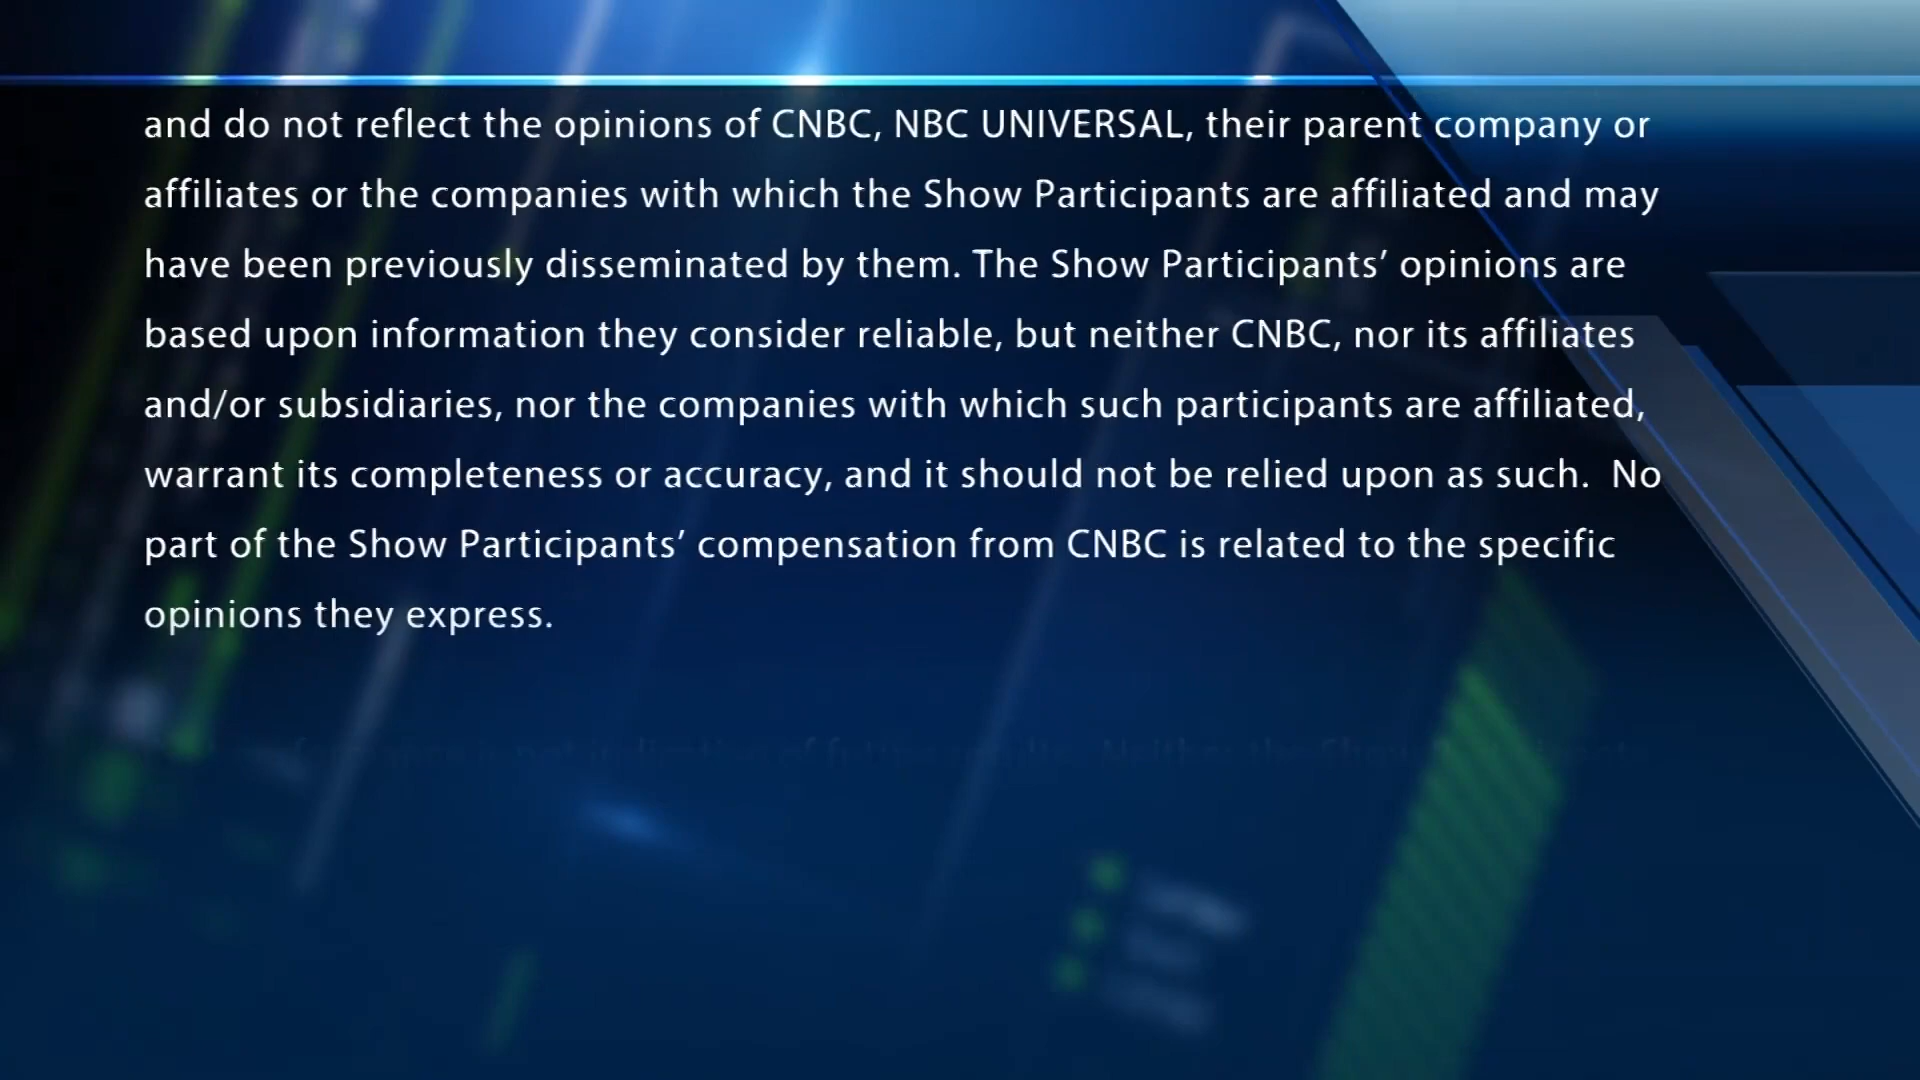 and do not reflect the opinions of CNBC, NBC UNIVERSAL, their parent company or
affiliates or the companies with which the Show Participants are affiliated and may
have been previously disseminated by them. The Show Participants’ opinions are
based upon information they consider reliable, but neither CNBC, nor its affiliates
and/or subsidiaries, nor the companies with which such participants are affiliated,
warrant its completeness or accuracy, and it should not be relied upon as such.  No
part of the Show Participants’ compensation from CNBC is related to the specific
opinions they express.